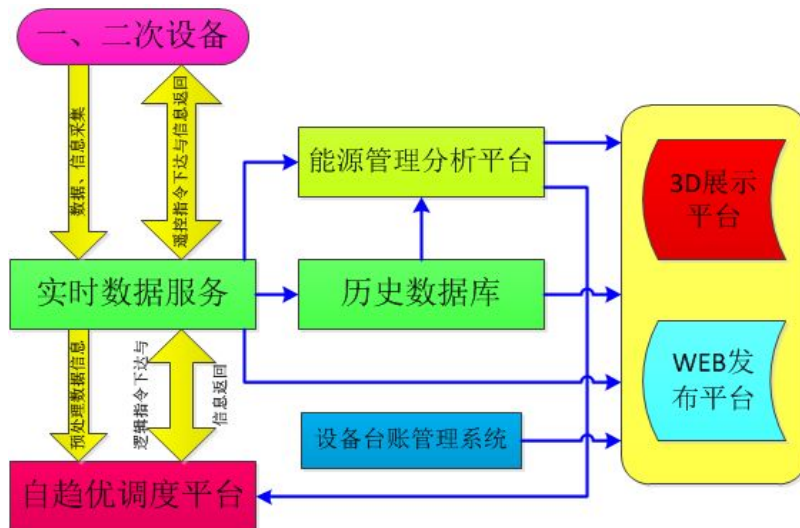 一、二次设备
数据、信息采集
遥控指令下达与信息返回
能源管理分析平台
3D展示
平台
实时数据服务
历史数据库
预处理数据信息
逻辑指令下达与
信息返回
WEB发
布平台
设备台账管理系统
自趋优调度平台